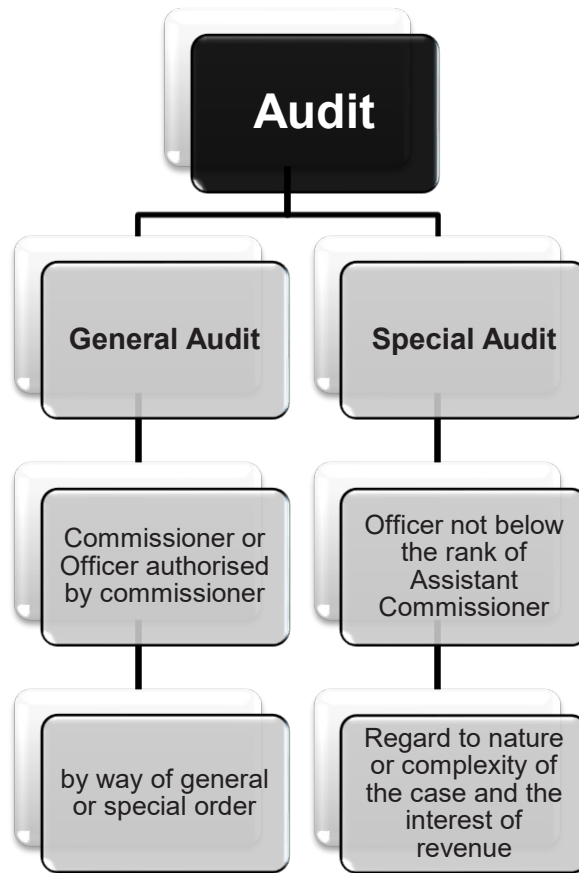 Audit
General Audit
Special Audit
Commissioner or
Officer authorised
by commissioner
Officer not below
the rank of
Assistant
Commissioner
by way of general
or special order
Regard to nature
or complexity of
the case and the
interest of
revenue